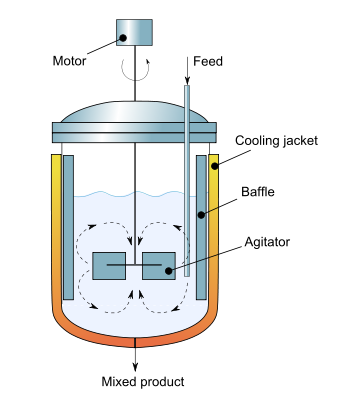 Motor
Feed
Cooling jacket
Baffle
Agitator
Mixed product